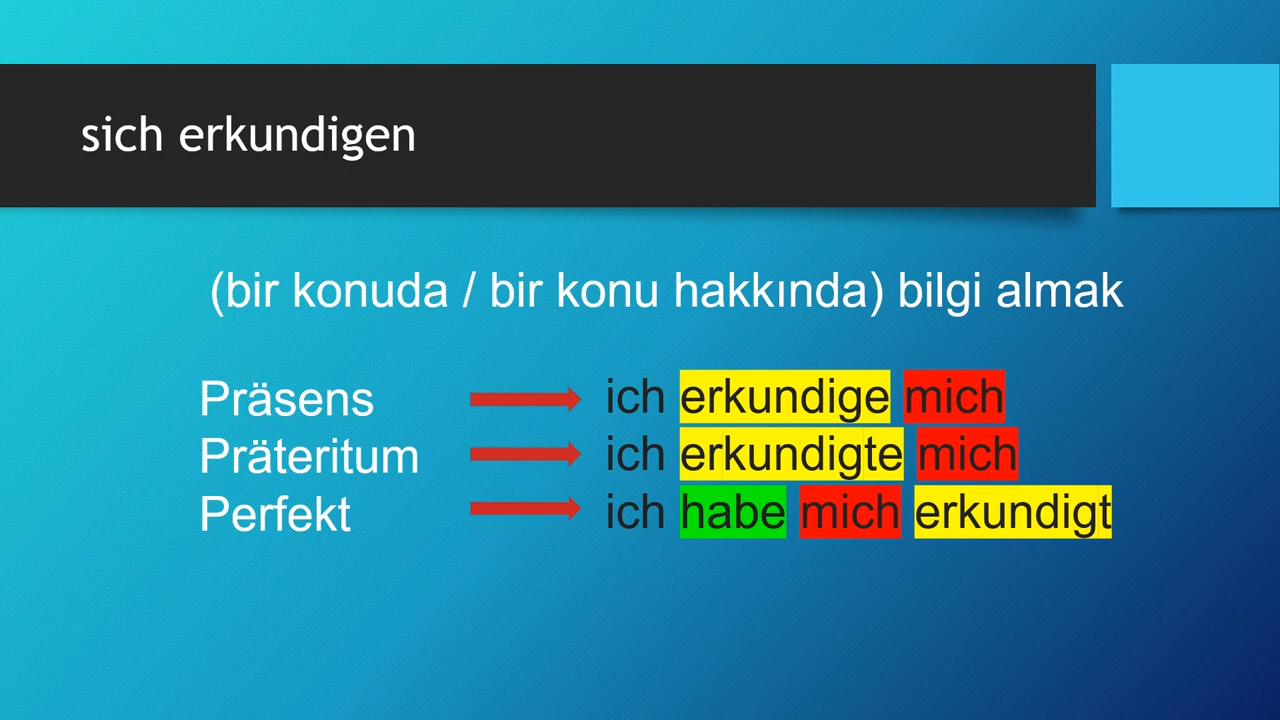 sich erkundigen
(bir konuda / bir konu hakkında) bilgi almak
Präsens ich erkundige mich
Präteritum ich erkundigte mich
Perfekt ich habe mich erkundigt